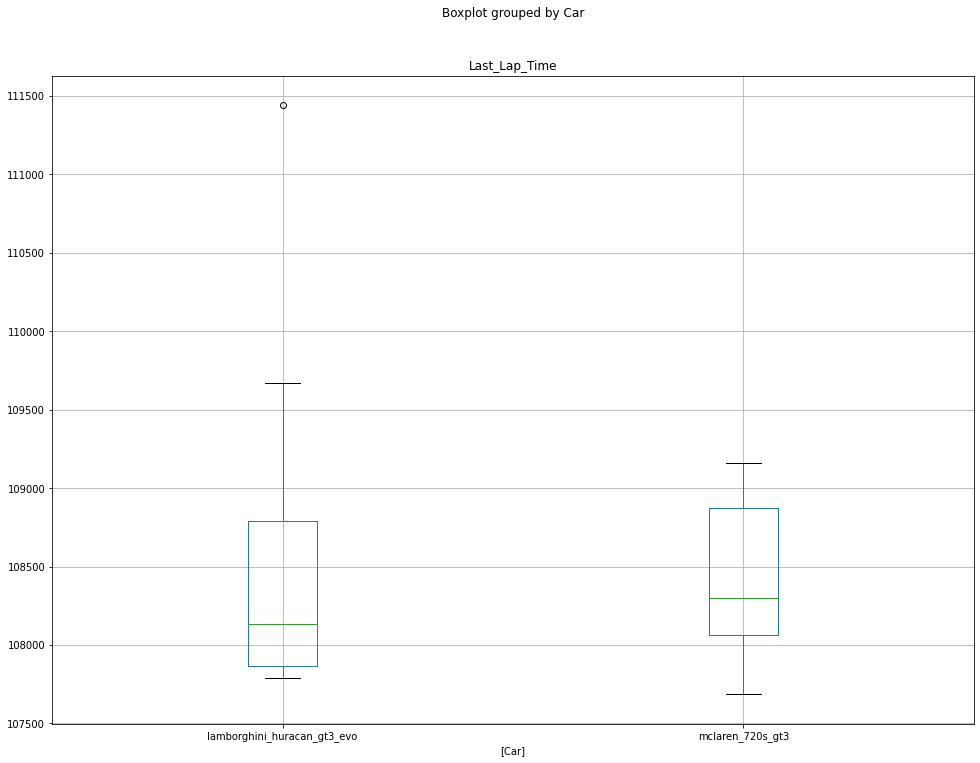 Boxplot grouped by Car
Last_Lap_Time
111500
111000
110500
110000
109500
109000
108500
108000
107500
lamborghini_huracan_gt3_evo
mclaren_720s_gt3
[Car]